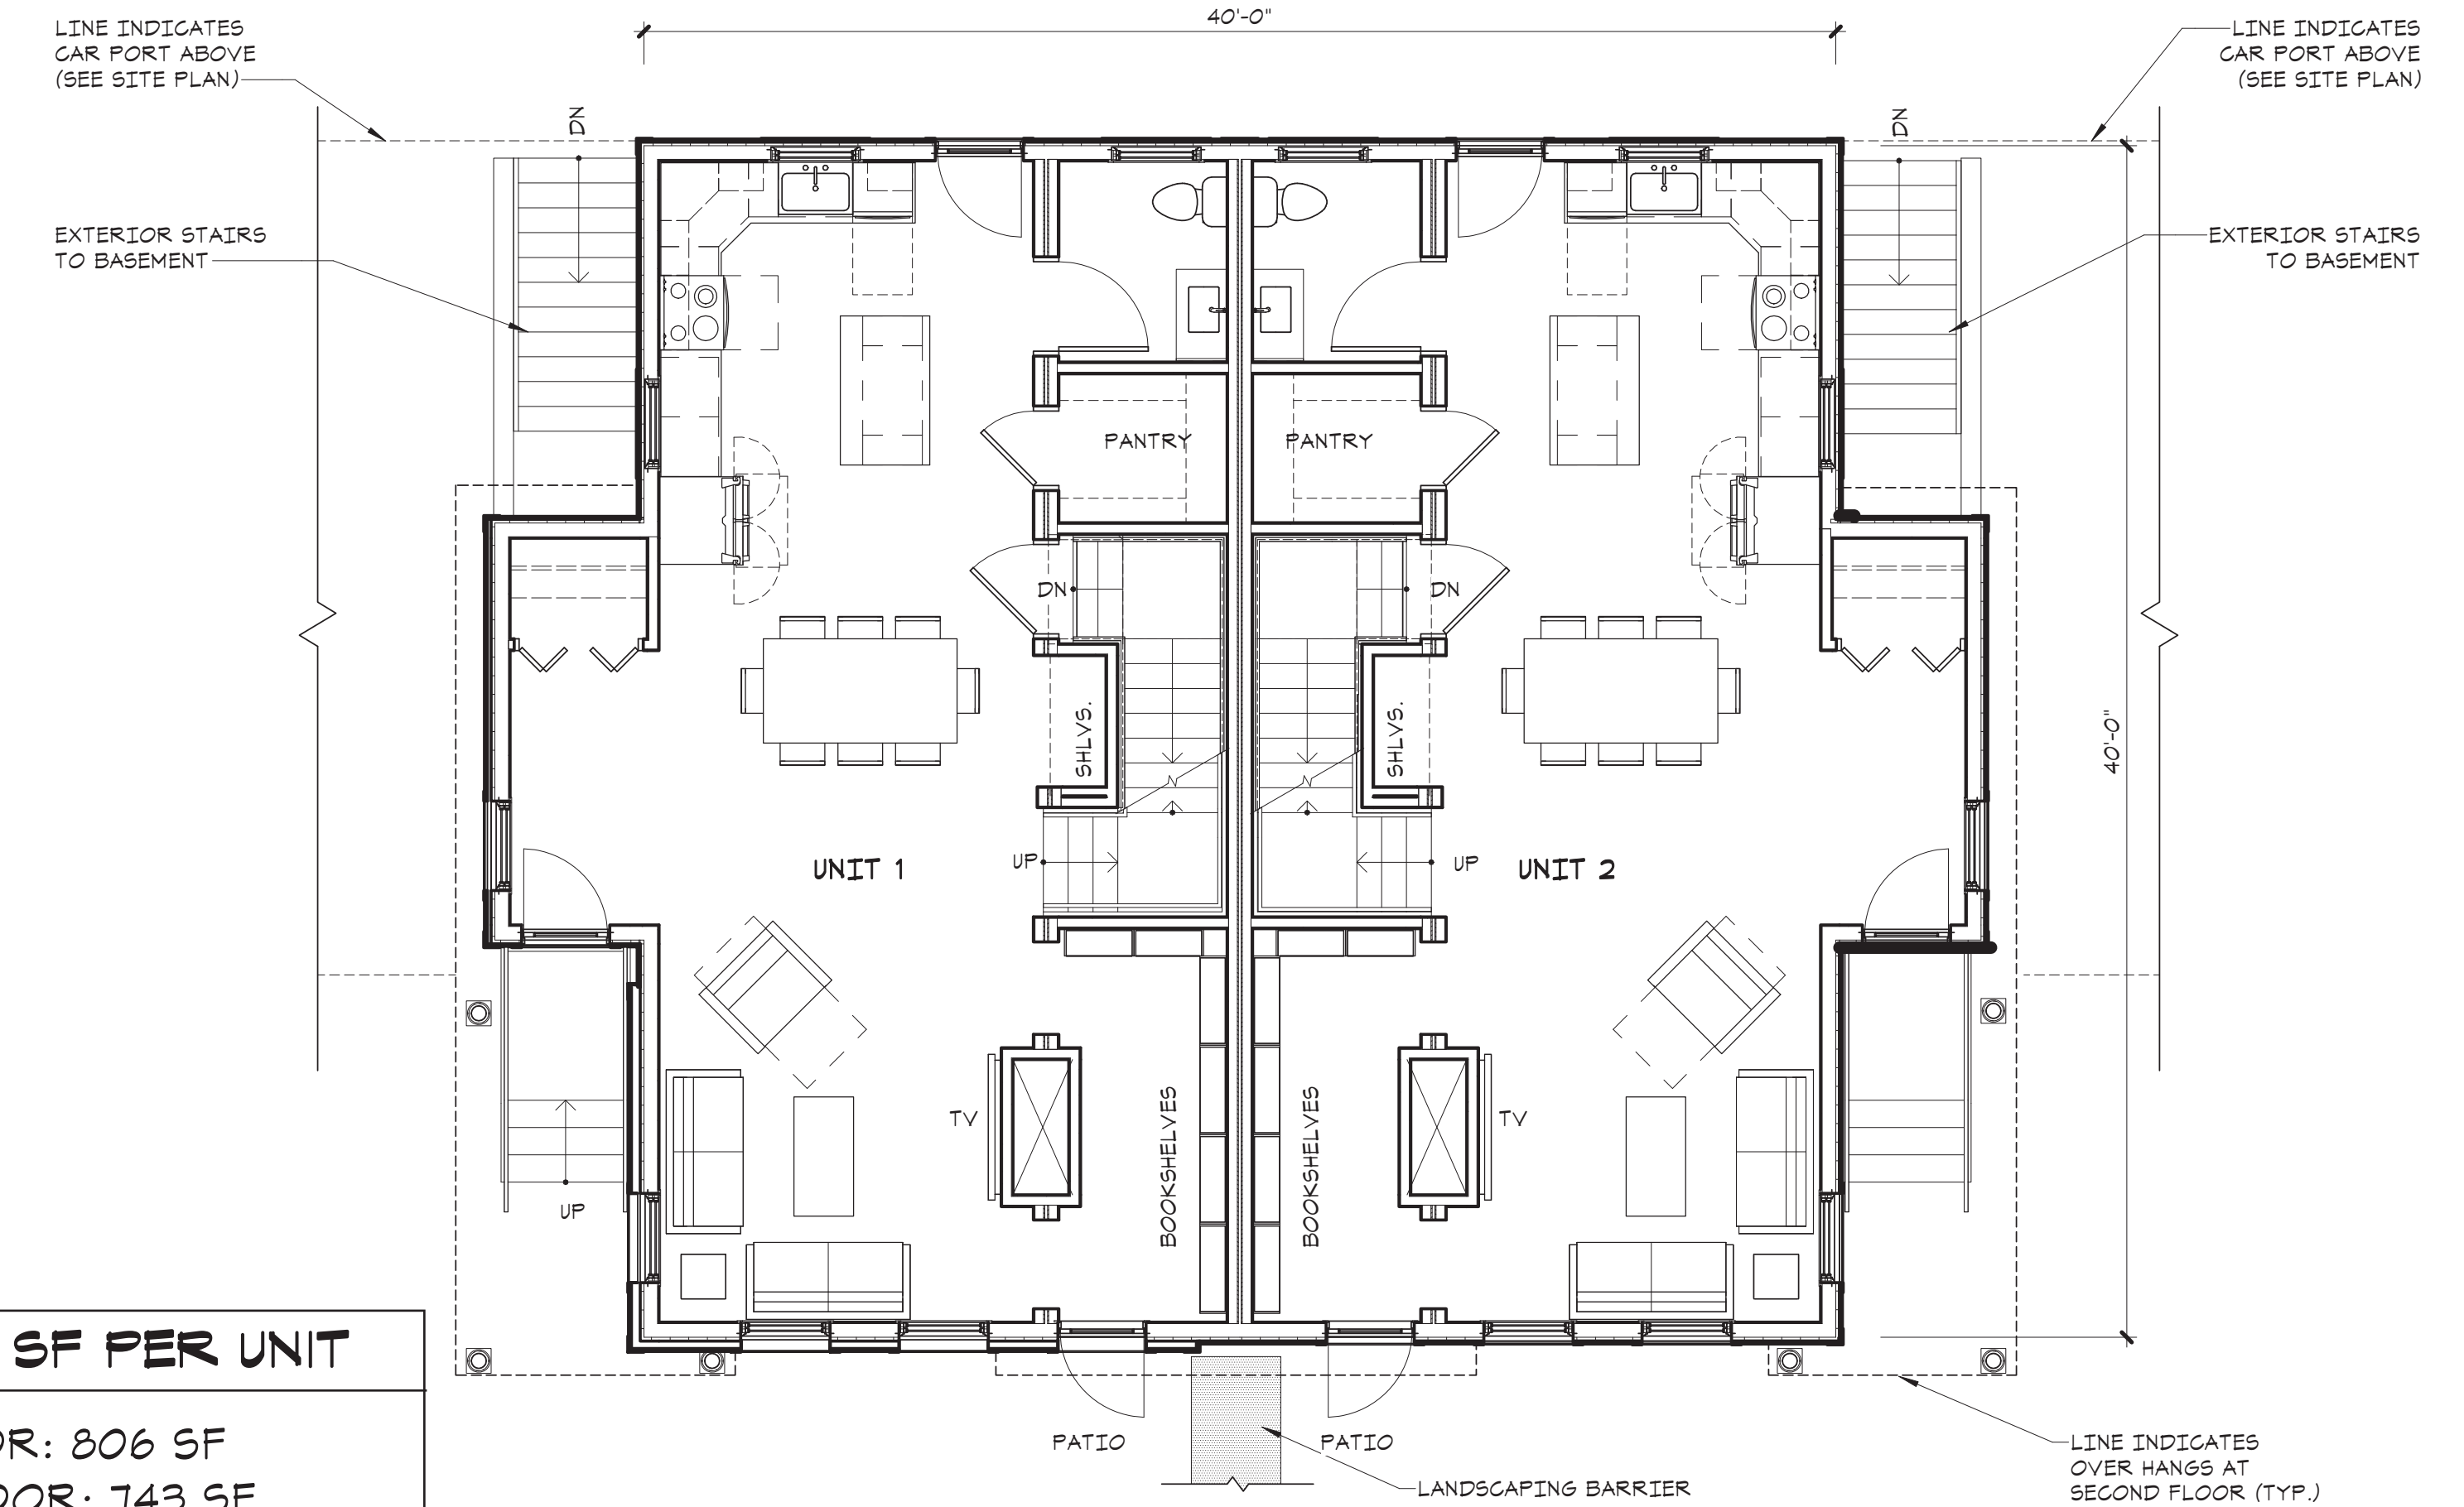 40'-0"
LINE INDICATES
CAR PORT ABOVE
(SEE SITE PLAN)
LINE INDICATES
CAR PORT ABOVE
(SEE SITE PLAN)
DN
DN
EXTERIOR STAIRS
TO BASEMENT
EXTERIOR STAIRS
TO BASEMENT
PANTRY
PANTRY
DN
DN
SHLVS.
SHLVS.
40'-0"
UP
UP
UNIT 1
UNIT 2
TV
TV
BOOKSHELVES
BOOKSHELVES
UP
SF PER UNIT
806 SF
743 SF
PATIO
PATIO
LANDSCAPING BARRIER
LINE INDICATES
OVER HANGS AT
SECOND FLOOR (TYP.)